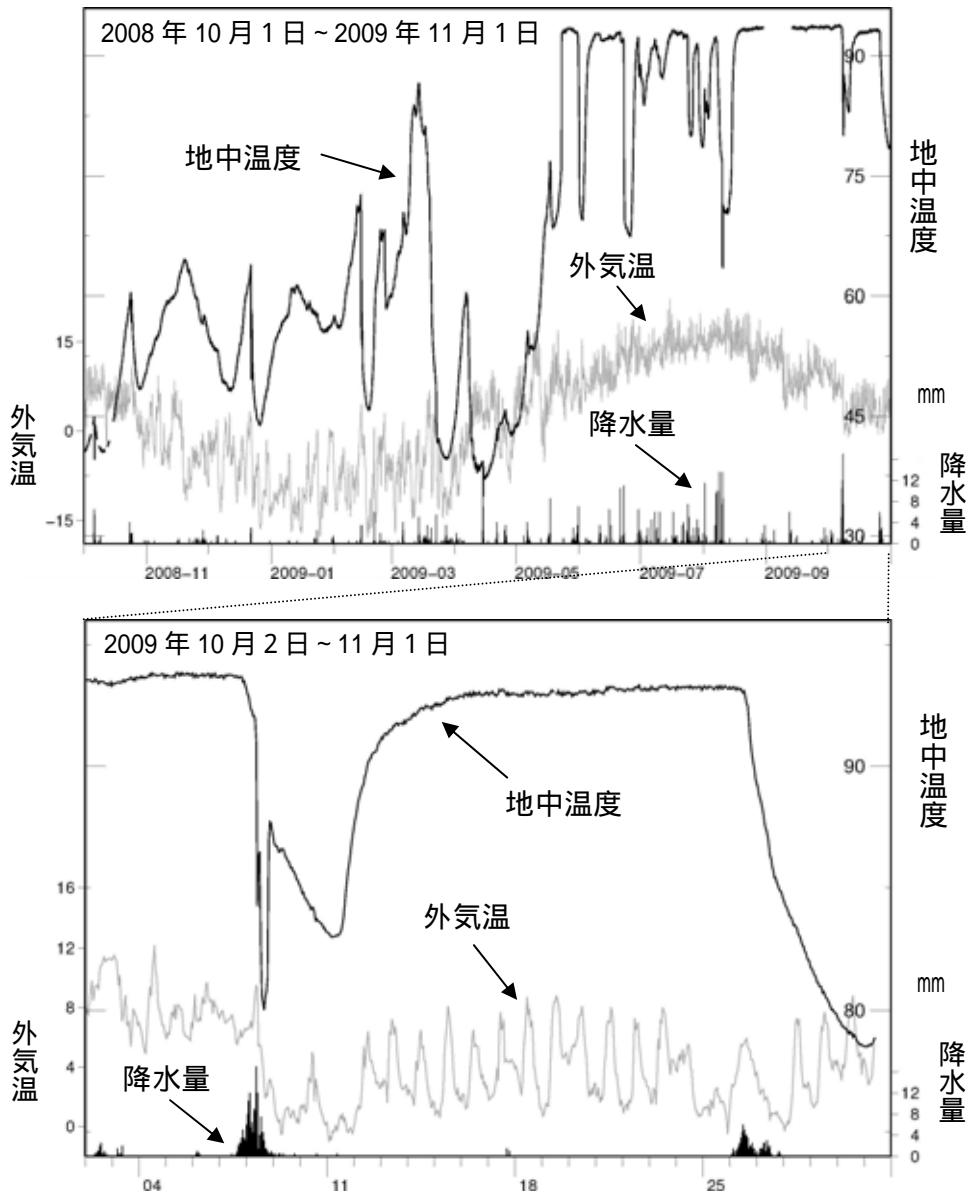 2008 年 10 月 1 日 ~ 2009 年 11 月 1 日
90
地中温度
75
地中温度
外気温
60
15
mm
45
外気温
0
降水量
降水量
12
8
4
0
-15
30
2008-11
2009-01
2009-03
2009-05
2009-07
2009-09
2009 年 10 月 2 日 ~ 11 月 1 日
地中温度
90
地中温度
16
外気温
12
mm
8
80
外気温
4
降水量
降水量
12
8
4
0
0
04
11
18
25